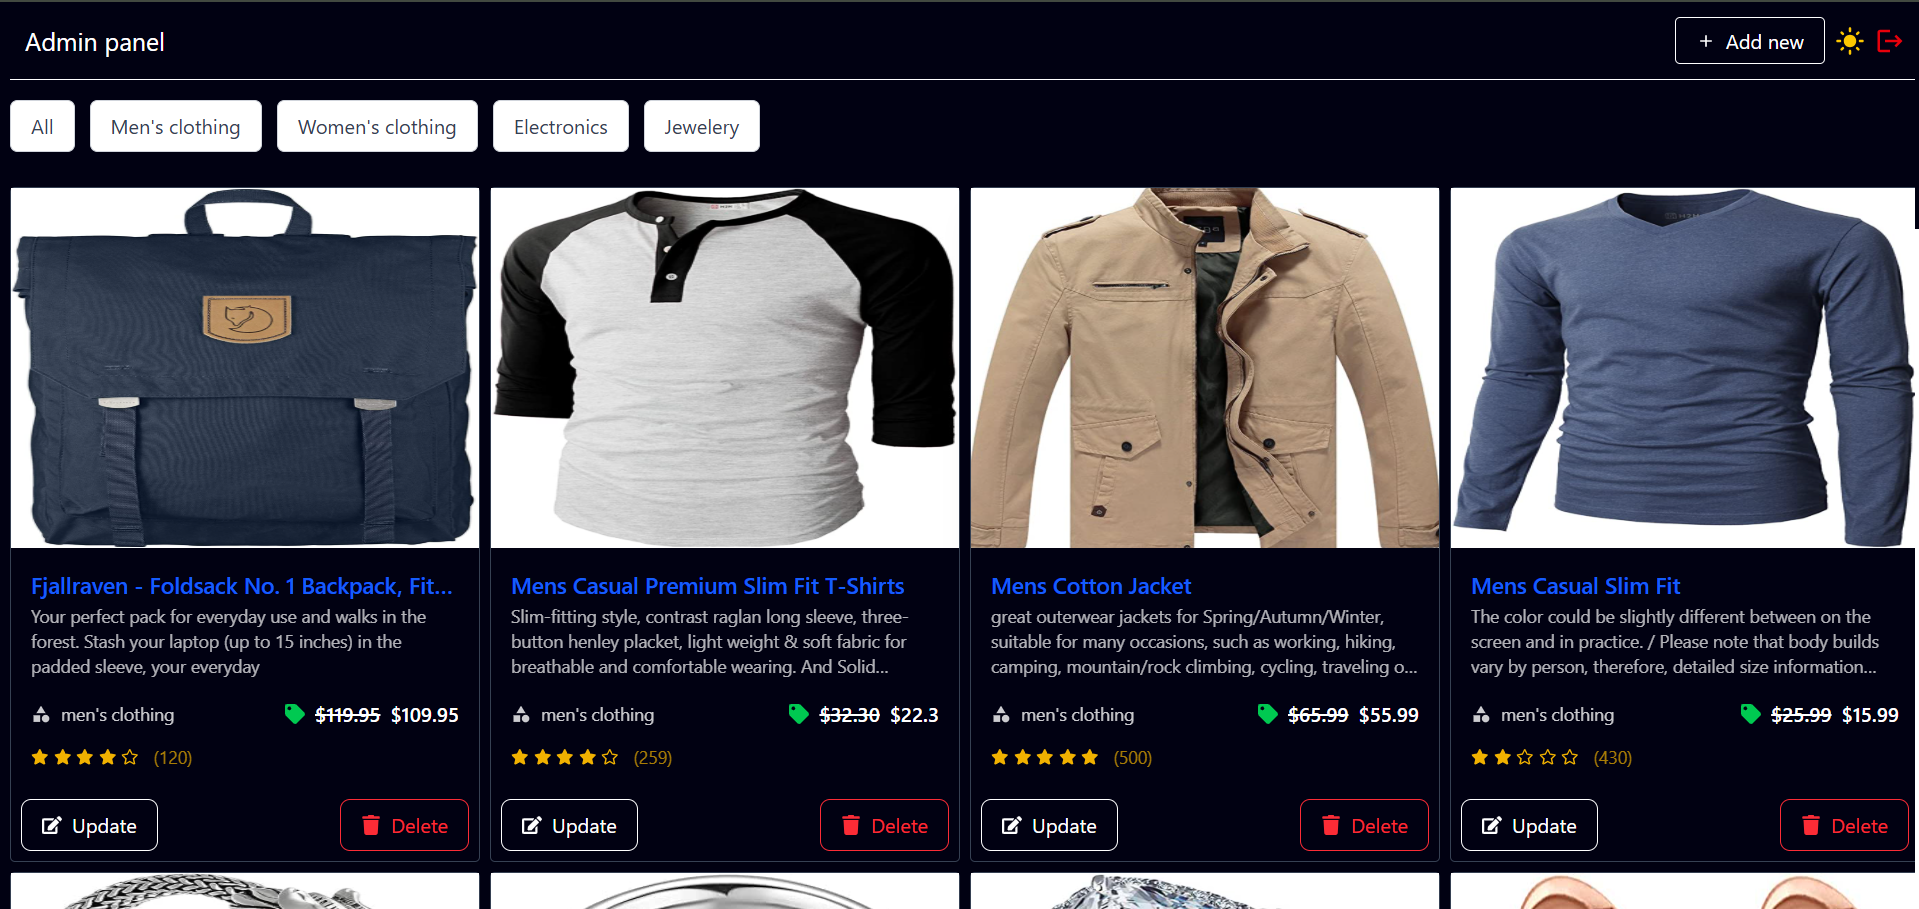 Admin panel
Add new
All
Men's clothing
Women's clothing
Electronics
Jewelery
Fjallraven - Foldsack No. 1 Backpack, Fit...
Your perfect pack for everyday use and walks in the
forest. Stash your laptop (up to 15 inches) in the
padded sleeve, your everyday
men's clothing
$119.95 $109.95
(120)
Update
Delete
Mens Casual Premium Slim Fit T-Shirts
Slim-fitting style, contrast raglan long sleeve, three-
button henley placket, light weight & soft fabric for
breathable and comfortable wearing. And Solid...
men's clothing
$32.30 $22.3
(259)
Update
Delete
Mens Cotton Jacket
great outerwear jackets for Spring/Autumn/Winter,
suitable for many occasions, such as working, hiking,
camping, mountain/rock climbing, cycling, traveling o...
men's clothing
$65.99 $55.99
(500)
Update
Delete
Mens Casual Slim Fit
The color could be slightly different between on the
screen and in practice. / Please note that body builds
vary by person, therefore, detailed size information...
men's clothing
$25.99 $15.99
(430)
Update
Delete